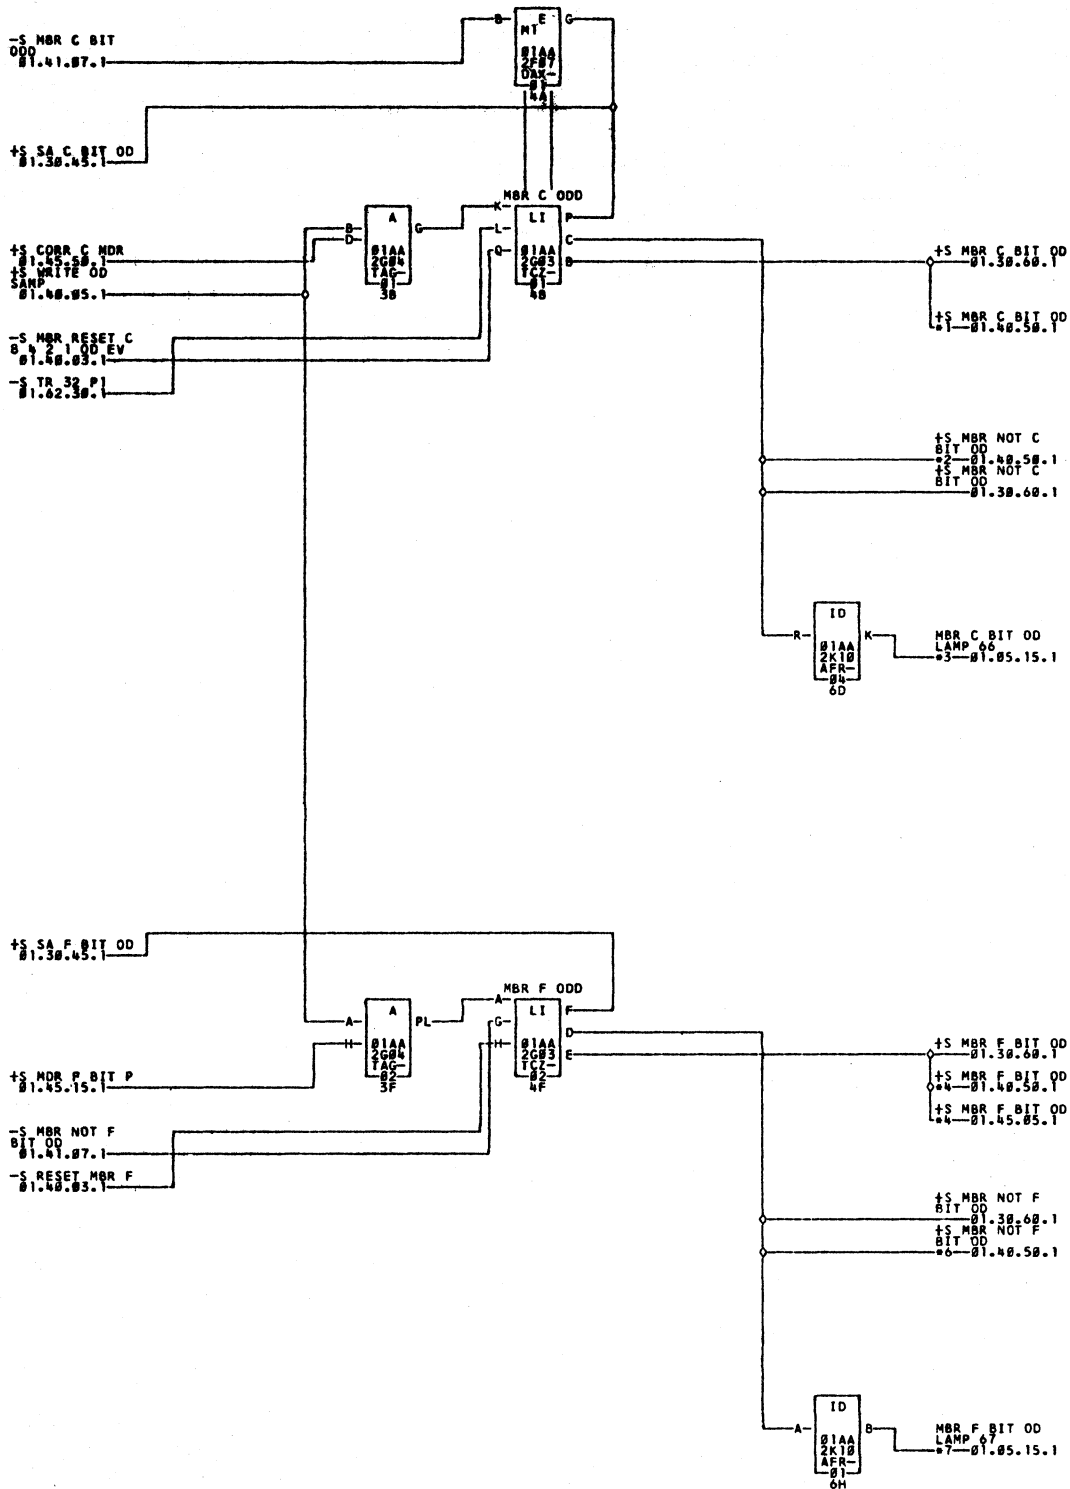 B E G
MT
-S MBR C BIT
ODD
01.41.07.1
01AA
2F07
DAX-
01
4A
+S SA C BIT OD
01.30.45.1
MBR C ODD
A
K LI P
B G L C
D
+S CORR C MDR
01.45.50.1
01AA
2G04
TAG-
01
3B
Q 01AA B
2G03
TCZ-
01
4B
+S MBR C BIT OD
01.30.60.1
+S WRITE OD
SAMP
01.40.05.1
+S MBR C BIT OD
*1—01.40.50.1
-S MBR RESET C
8 4 2 1 OD EV
01.40.03.1
-S TR 32 P1
01.62.30.1
+S MBR NOT C
BIT OD
*2—01.40.50.1
+S MBR NOT C
BIT OD
01.30.60.1
ID
R K
01AA
2K10
AFR-
04
6D
MBR C BIT OD
LAMP 66
*3—01.05.15.1
+S SA F BIT OD
01.30.45.1
MBR F ODD
A
A LI F
A PL G D
H 01AA
2G04
TAG-
02
3F
H 01AA E
2G03
TCZ-
02
4F
+S MBR F BIT OD
01.30.60.1
+S MDR F BIT P
01.45.15.1
+S MBR F BIT OD
*4—01.40.50.1
+S MBR F BIT OD
*4—01.45.05.1
-S MBR NOT F
BIT OD
01.41.07.1
-S RESET MBR F
01.40.03.1
+S MBR NOT F
BIT OD
01.30.60.1
+S MBR NOT F
BIT OD
*6—01.40.50.1
ID
A B
01AA
2K10
AFR-
01
6H
MBR F BIT OD
LAMP 67
*7—01.05.15.1